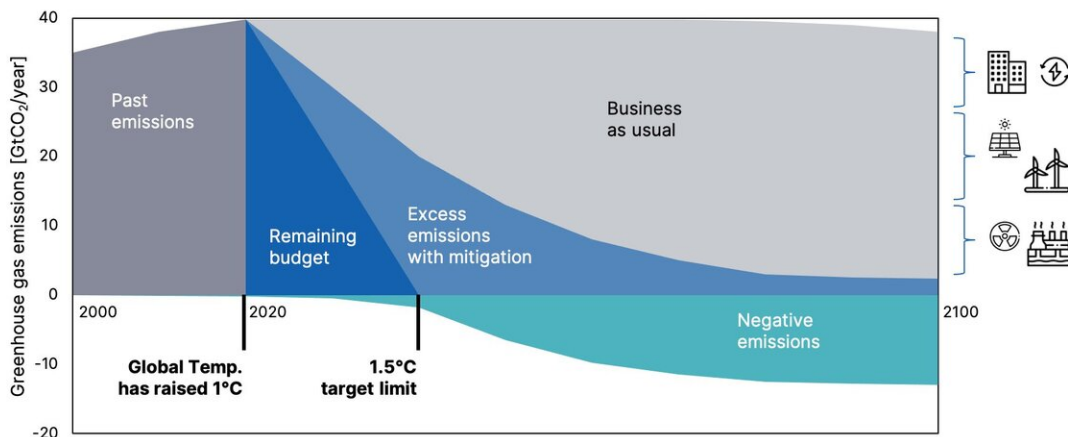 Greenhouse gas emissions [GtCO₂/year]
40
30
20
10
0
-10
-20
Past
emissions
Business
as usual
Remaining
budget
Excess
emissions
with mitigation
2000
2020
2100
Negative
emissions
Global Temp.
has raised 1°C
1.5°C
target limit